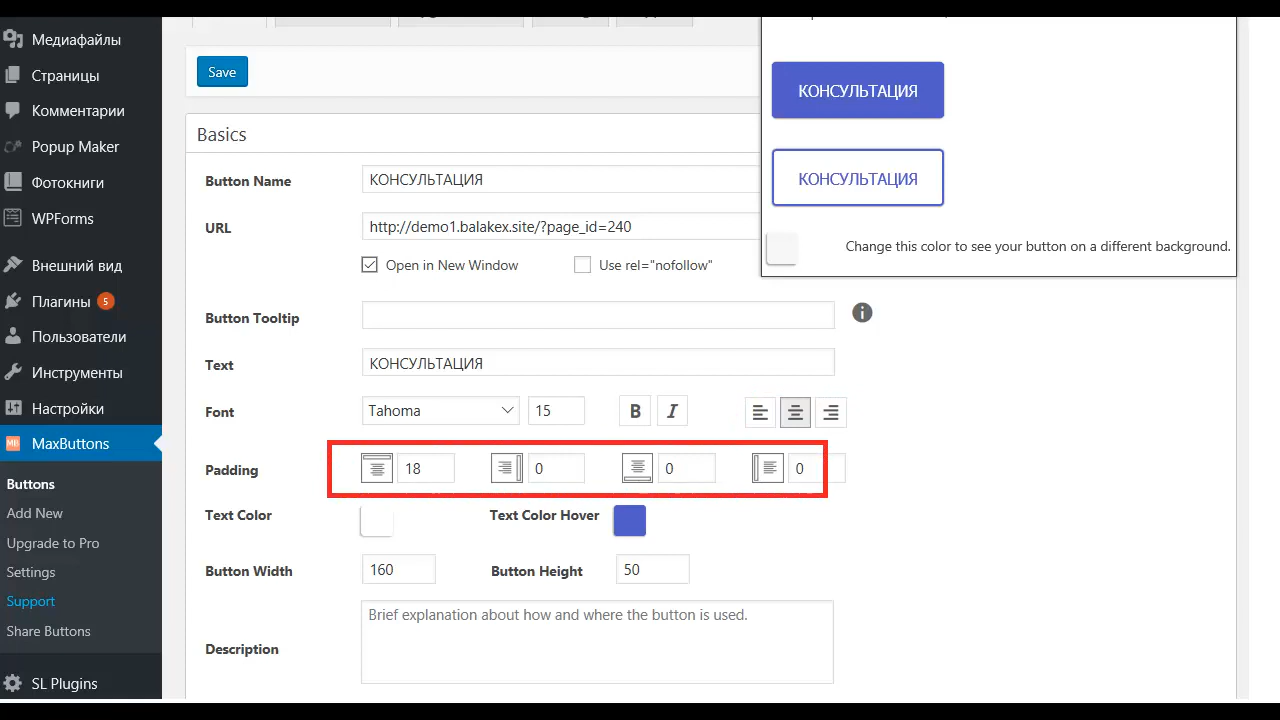 Медиафайлы
Страницы
Комментарии
Popup Maker
Фотокниги
WPForms
Внешний вид
Плагины 5
Пользователи
Инструменты
Настройки
MaxButtons
Buttons
Add New
Upgrade to Pro
Settings
Support
Share Buttons
SL Plugins
Save
Basics
Button Name КОНСУЛЬТАЦИЯ
URL http://demo1.balakex.site/?page_id=240
Open in New Window Use rel="nofollow"
Button Tooltip
Text КОНСУЛЬТАЦИЯ
Font Tahoma 15 B I
Padding 18 0 0 0
Text Color Text Color Hover
Button Width 160 Button Height 50
Description Brief explanation about how and where the button is used.
КОНСУЛЬТАЦИЯ
КОНСУЛЬТАЦИЯ
Change this color to see your button on a different background.